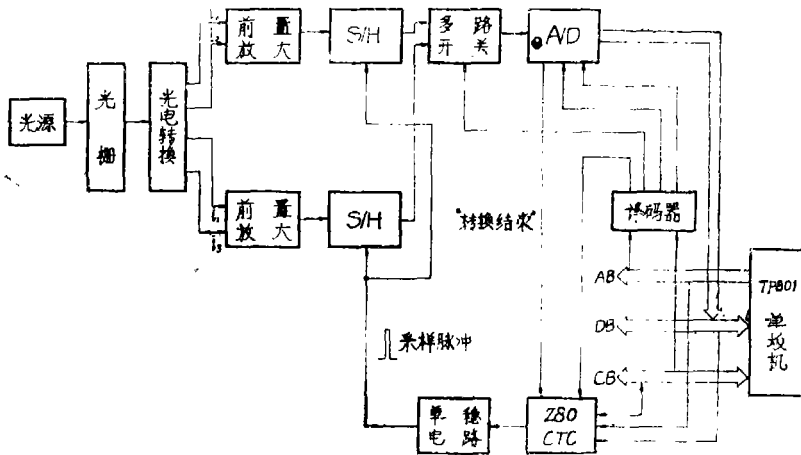 前置
放大
S/H
多路
开关
A/D
光源
光栅
光电转换
前置
放大
i₃
S/H
"转换结束"
译码器
AB
TP801
单板机
DB
采样脉冲
CB
单稳
电路
Z80
CTC